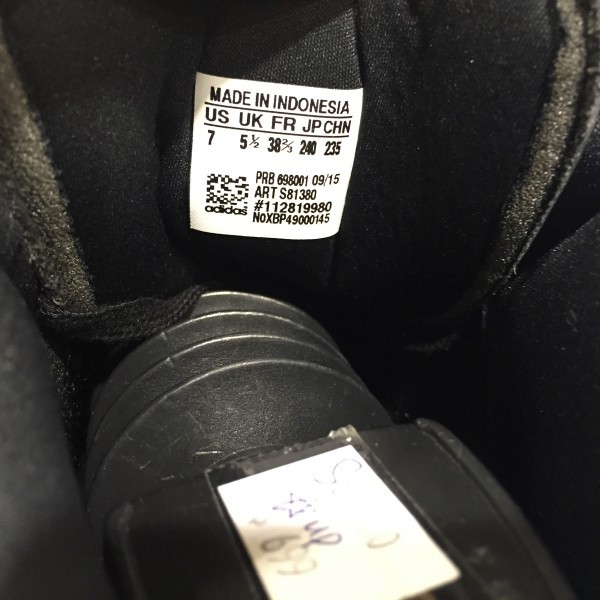 MADE IN INDONESIA
US UK FR JP CHN
7 5½ 38⅔ 240 235
PRB 698001 09/15
ART S81380
#112819980
adidas
N0XBP49000145
up